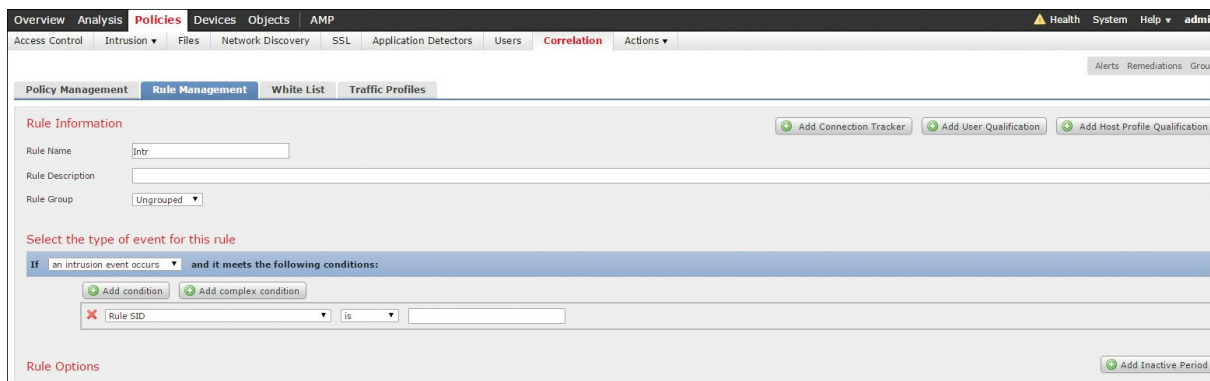 Overview Analysis Policies Devices Objects AMP Health System Help admi
Access Control Intrusion Files Network Discovery SSL Application Detectors Users Correlation Actions
Alerts Remediations Grou
Policy Management Rule Management White List Traffic Profiles
Rule Information Add Connection Tracker Add User Qualification Add Host Profile Qualification
Rule Name Intr
Rule Description
Rule Group Ungrouped
Select the type of event for this rule
If an intrusion event occurs and it meets the following conditions:
Add condition Add complex condition
Rule SID is
Rule Options Add Inactive Period